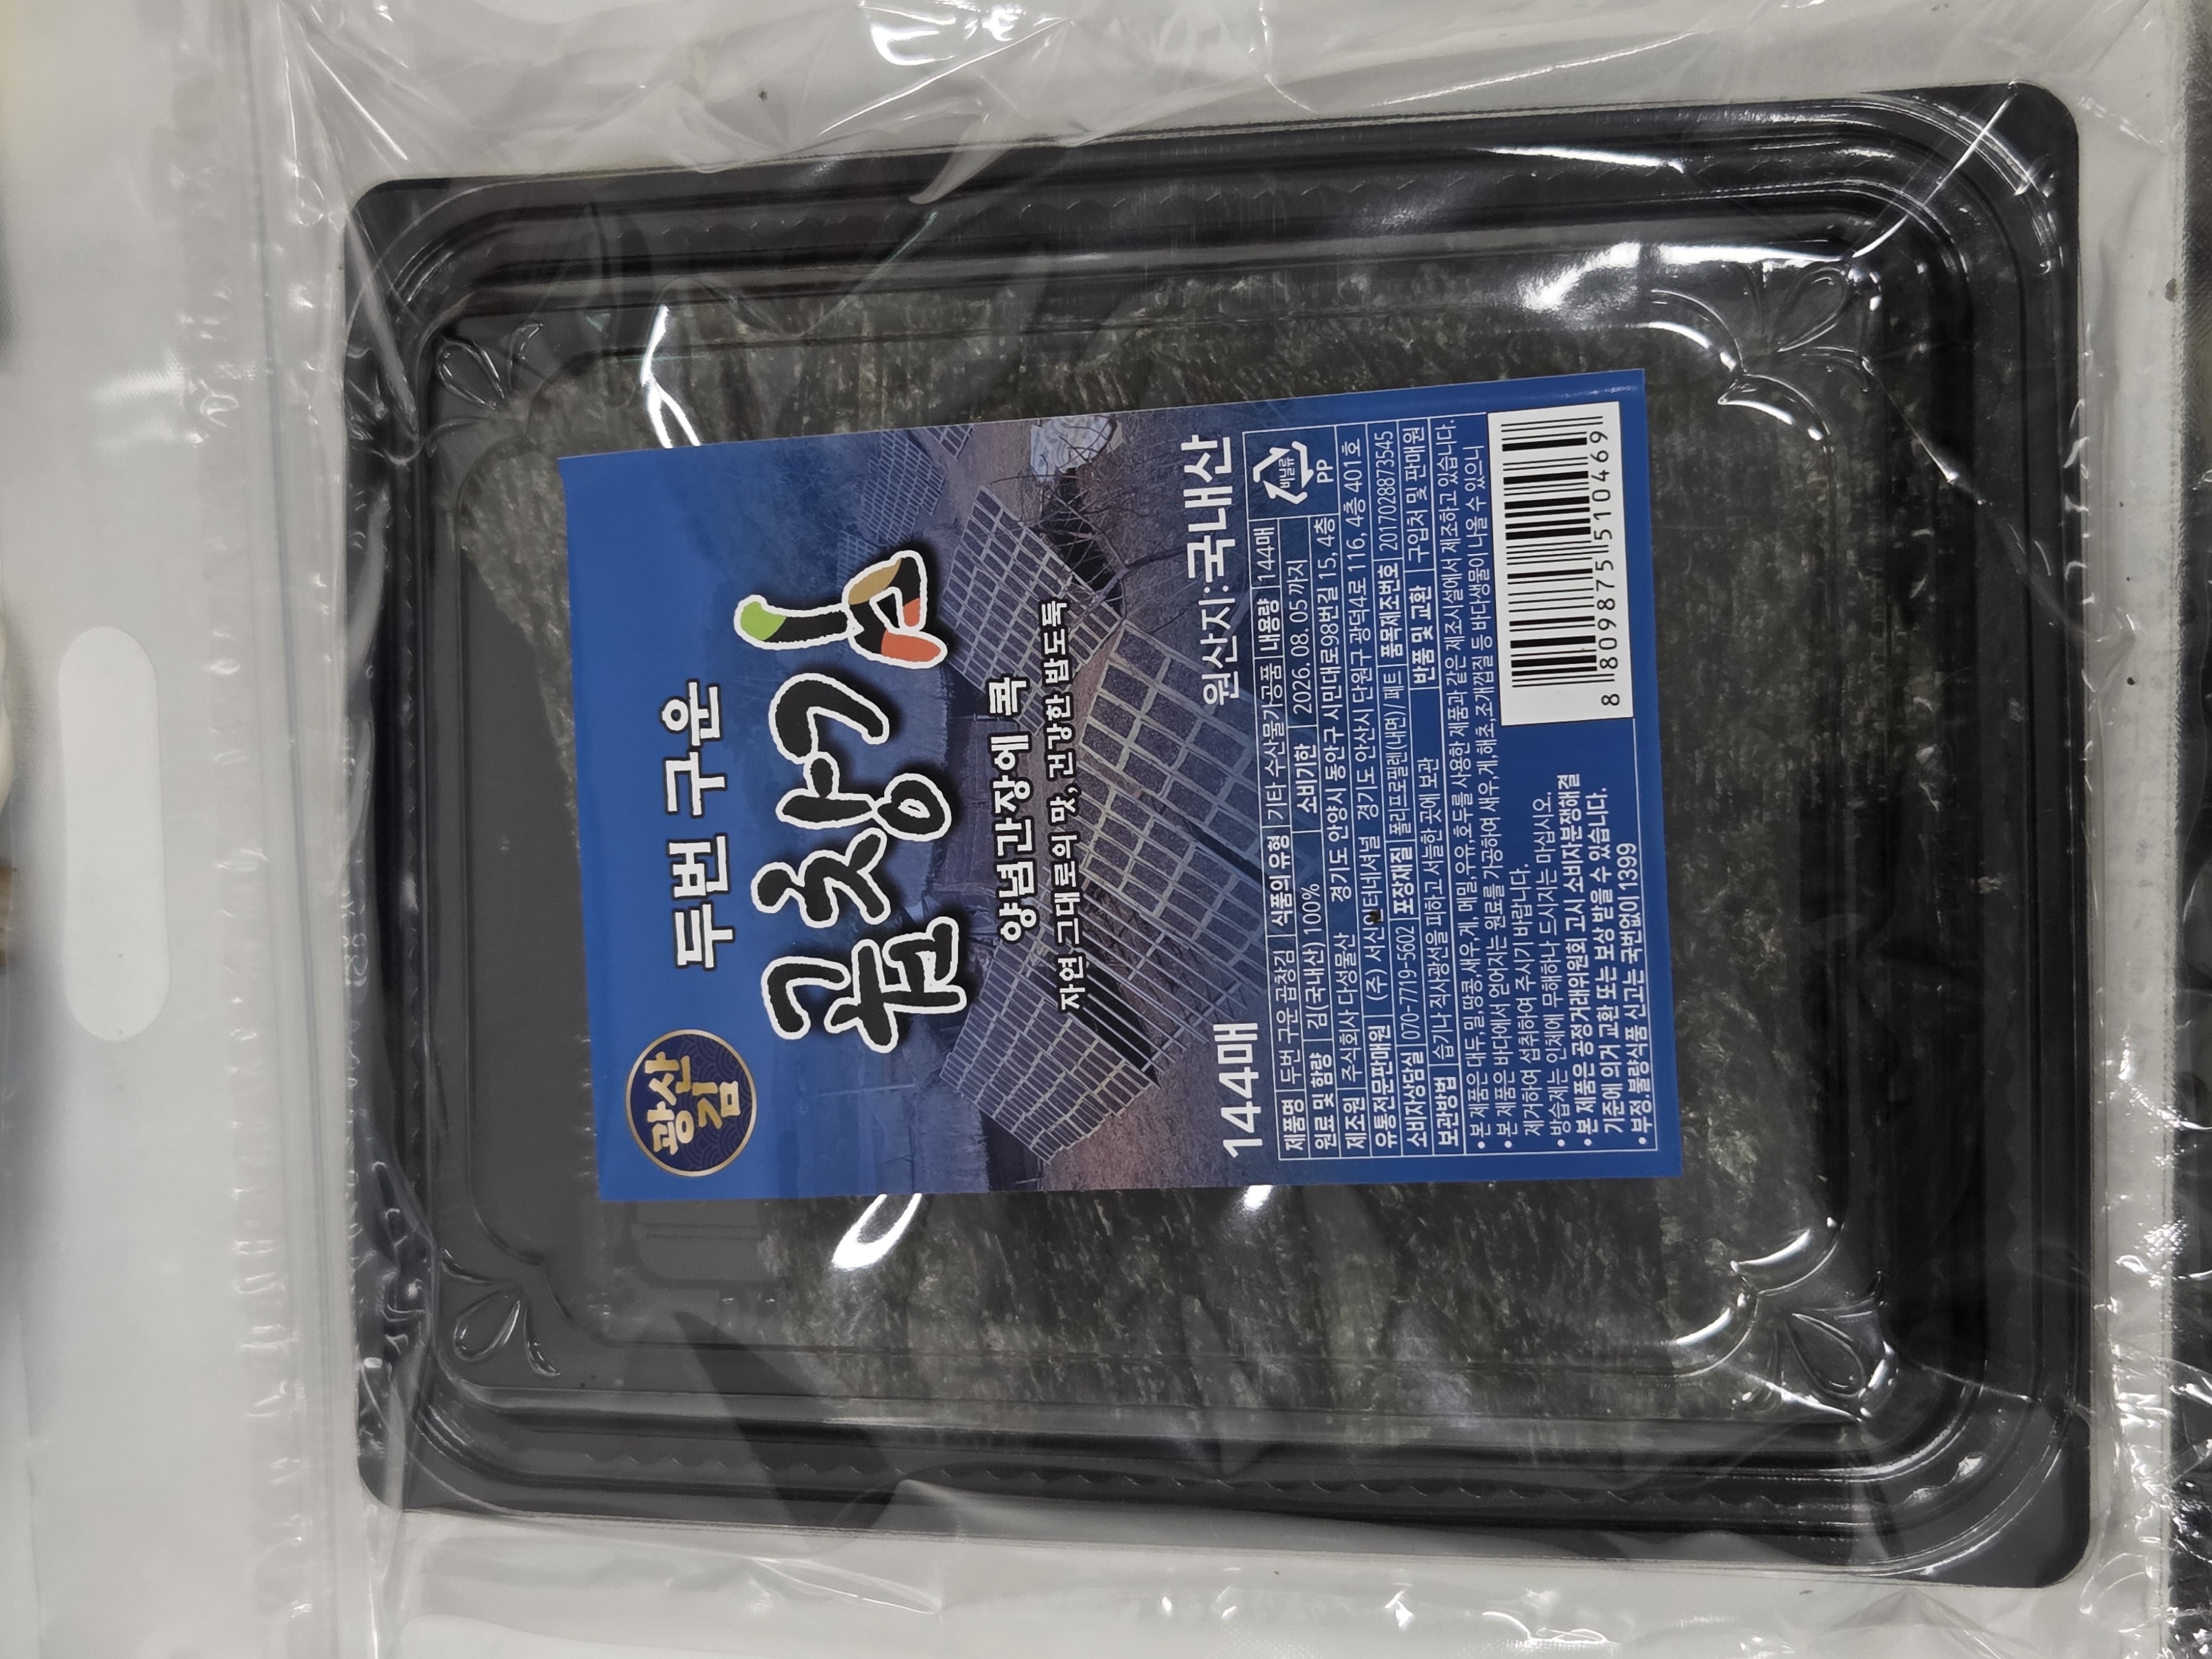 광산
김
두번 구운
곱창김
양념간장에 콕
자연 그대로의 맛, 건강한 밥도둑
144매
원산지:국내산
제품명 두번 구운 곱창김 식품의 유형 기타 수산물가공품 내용량 144매
원료 및 함량 김(국내산) 100% 소비기한 2026. 08. 05 까지
제조원 주식회사 다성물산 경기도 안양시 동안구 시민대로98번길 15, 4층
유통전문판매원 (주) 서신인터네셔널 경기도 안산시 단원구 광덕4로 116, 4층 401호
소비자상담실 070-7719-5602 포장재질 폴리프로필렌(내면) / 페트 품목제조번호 20170288873545
보관방법 습기나 직사광선을 피하고 서늘한 곳에 보관 반품 및 교환 구입처 및 판매원
비닐류
PP
• 본 제품은 대두, 밀, 땅콩, 새우, 게, 메밀, 우유, 호두를 사용한 제품과 같은 제조시설에서 제조하고 있습니다.
• 본 제품은 바다에서 얻어지는 원료를 가공하여 새우, 게, 해초, 조개껍질 등 바다생물이 나올 수 있으니
제거하여 섭취하여 주시기 바랍니다.
• 방습제는 인체에 무해하나 드시지는 마십시오.
• 본 제품은 공정거래위원회 고시 소비자분쟁해결
기준에 의거 교환 또는 보상 받을 수 있습니다.
• 부정.불량식품 신고는 국번없이 1399
8 809875 510469